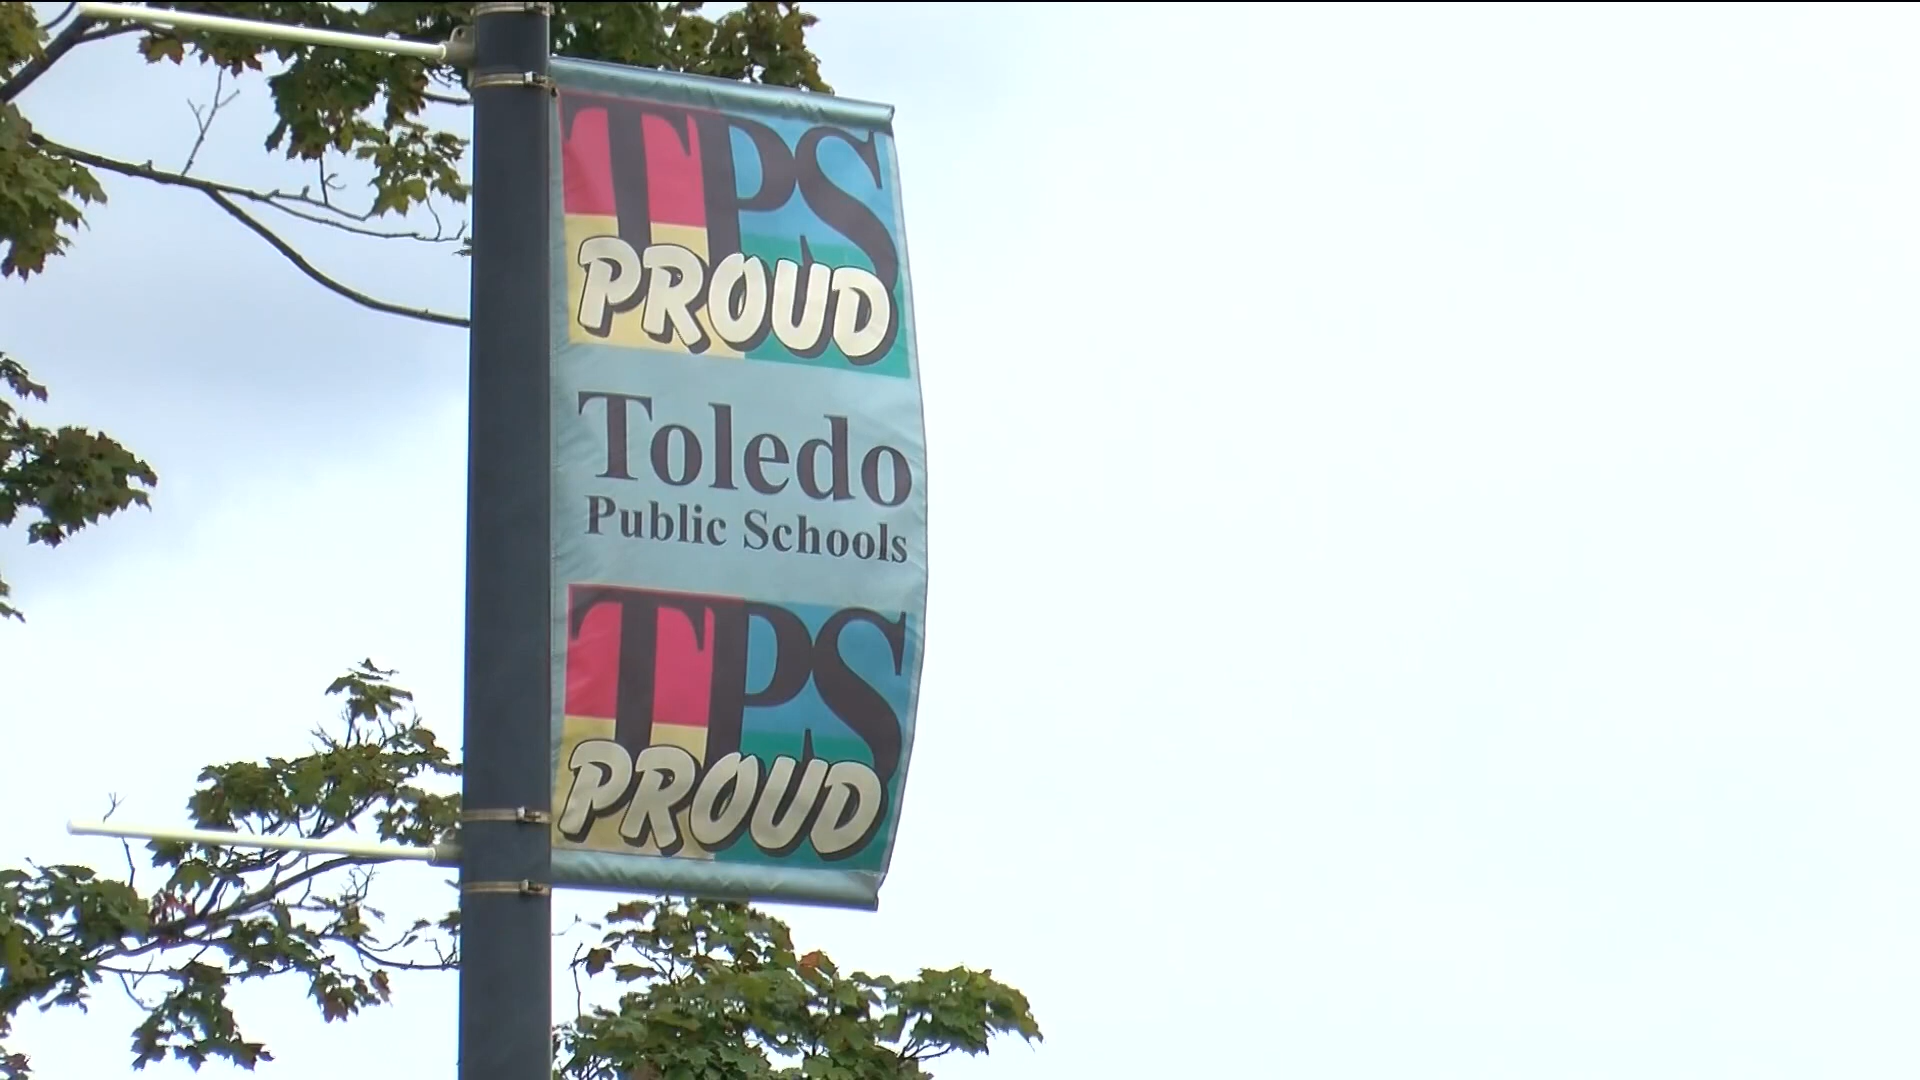 TPS
PROUD
Toledo
Public Schools
TPS
PROUD